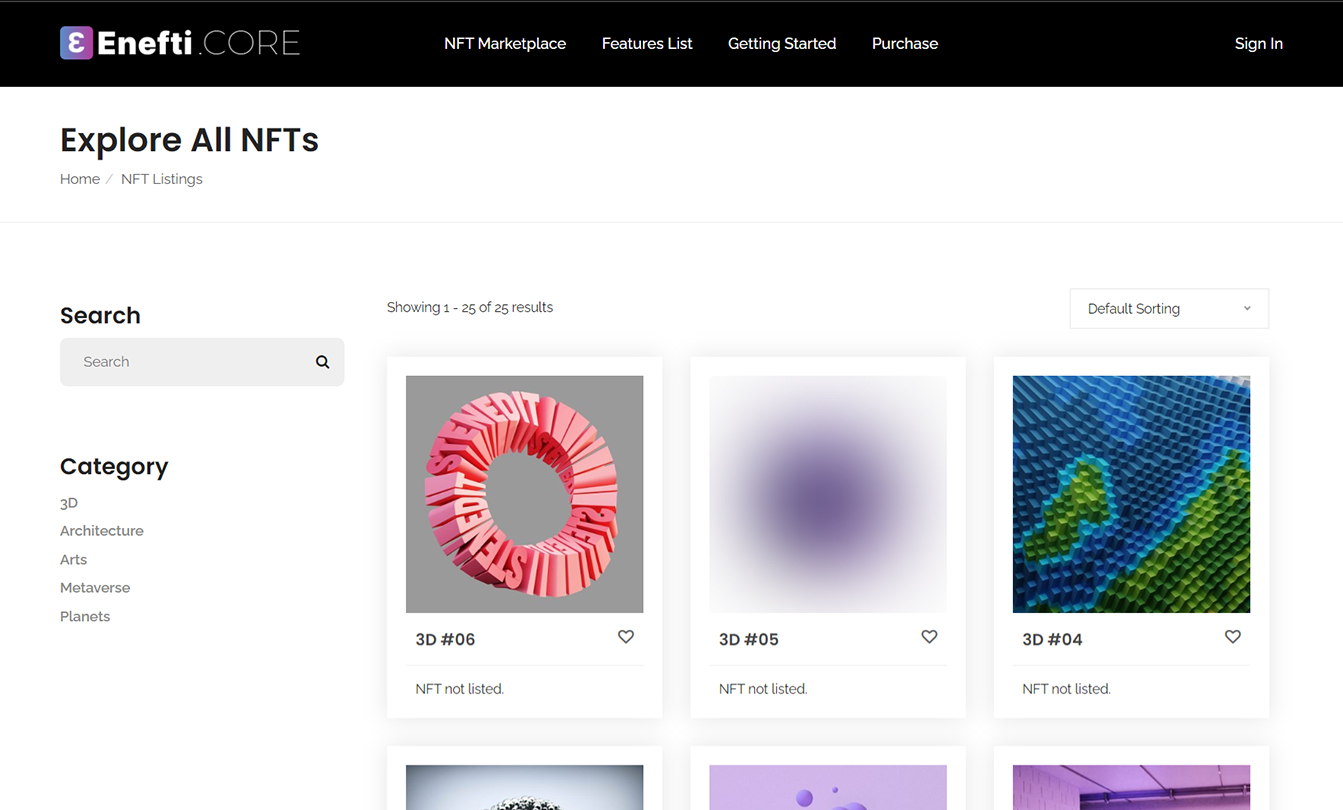 Enefti.CORE
NFT Marketplace
Features List
Getting Started
Purchase
Sign In
Explore All NFTs
Home / NFT Listings
Search
Search
Category
3D
Architecture
Arts
Metaverse
Planets
Showing 1 - 25 of 25 results
Default Sorting
STENEDIT
3D #06
NFT not listed.
3D #05
NFT not listed.
3D #04
NFT not listed.